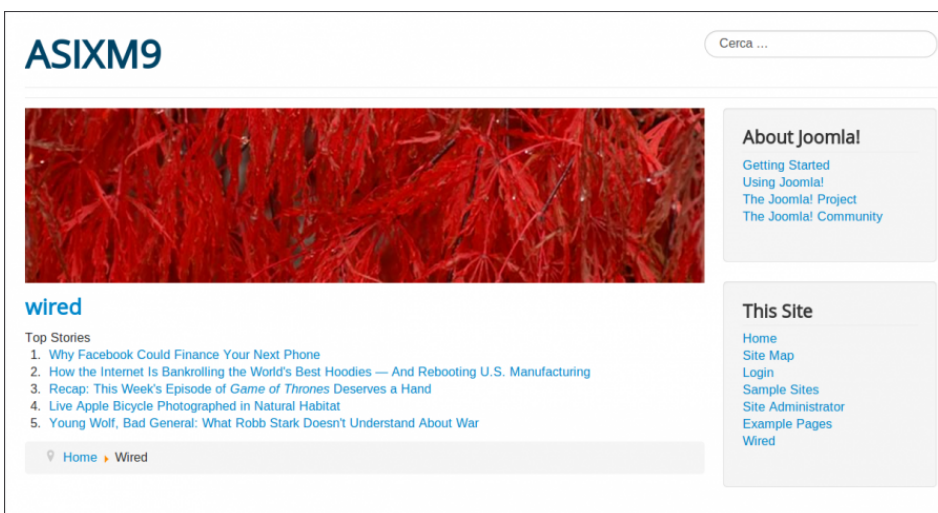 ASIXM9
Cerca ...
About Joomla!
Getting Started
Using Joomla!
The Joomla! Project
The Joomla! Community
wired
Top Stories
1. Why Facebook Could Finance Your Next Phone
2. How the Internet Is Bankrolling the World's Best Hoodies — And Rebooting U.S. Manufacturing
3. Recap: This Week's Episode of Game of Thrones Deserves a Hand
4. Live Apple Bicycle Photographed in Natural Habitat
5. Young Wolf, Bad General: What Robb Stark Doesn't Understand About War
Home Wired
This Site
Home
Site Map
Login
Sample Sites
Site Administrator
Example Pages
Wired